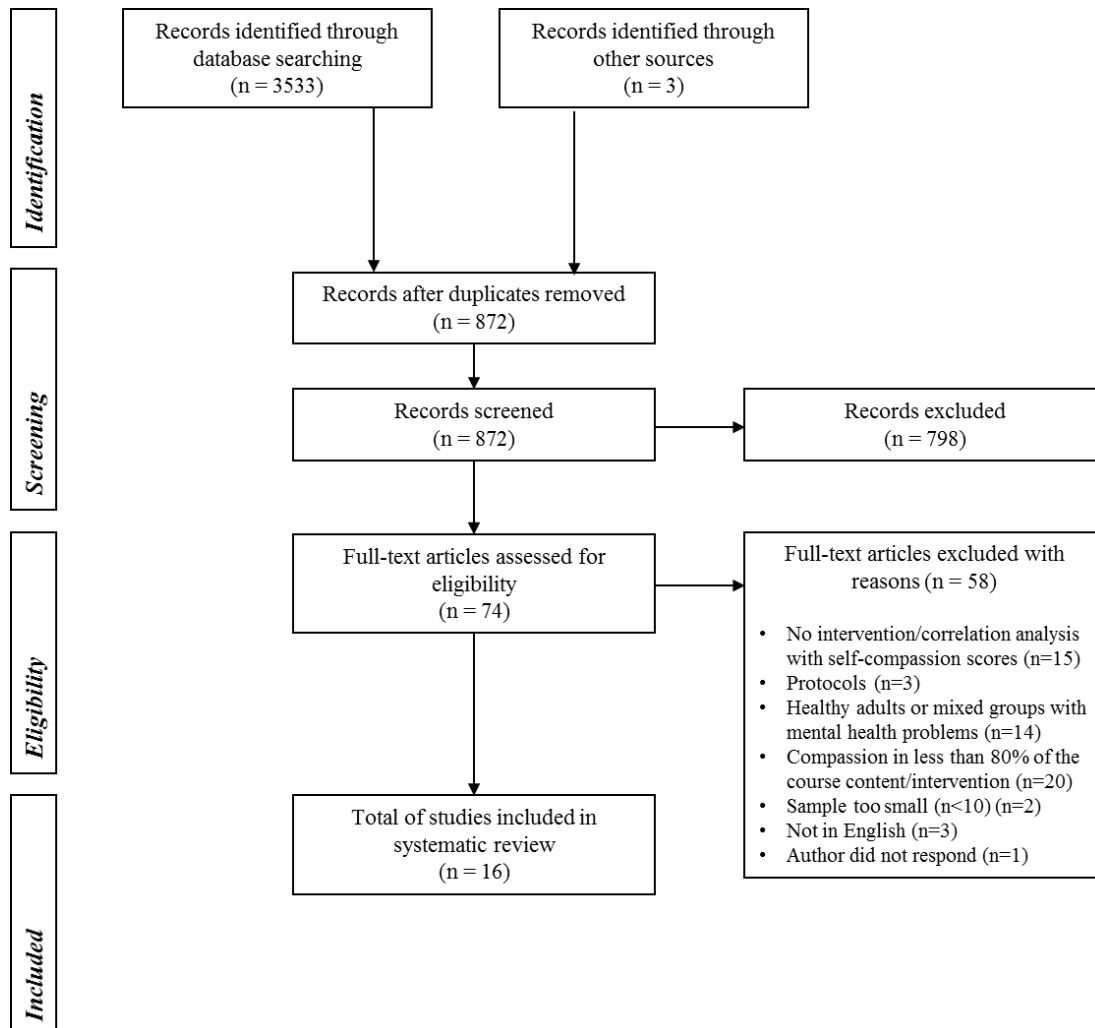 Identification
Records identified through
database searching
(n = 3533)
Records identified through
other sources
(n = 3)
Screening
Records after duplicates removed
(n = 872)
Records screened
(n = 872)
Records excluded
(n = 798)
Eligibility
Full-text articles assessed for
eligibility
(n = 74)
Full-text articles excluded with
reasons (n = 58)
• No intervention/correlation analysis
with self-compassion scores (n=15)
• Protocols (n=3)
• Healthy adults or mixed groups with
mental health problems (n=14)
• Compassion in less than 80% of the
course content/intervention (n=20)
• Sample too small (n<10) (n=2)
• Not in English (n=3)
• Author did not respond (n=1)
Included
Total of studies included in
systematic review
(n = 16)